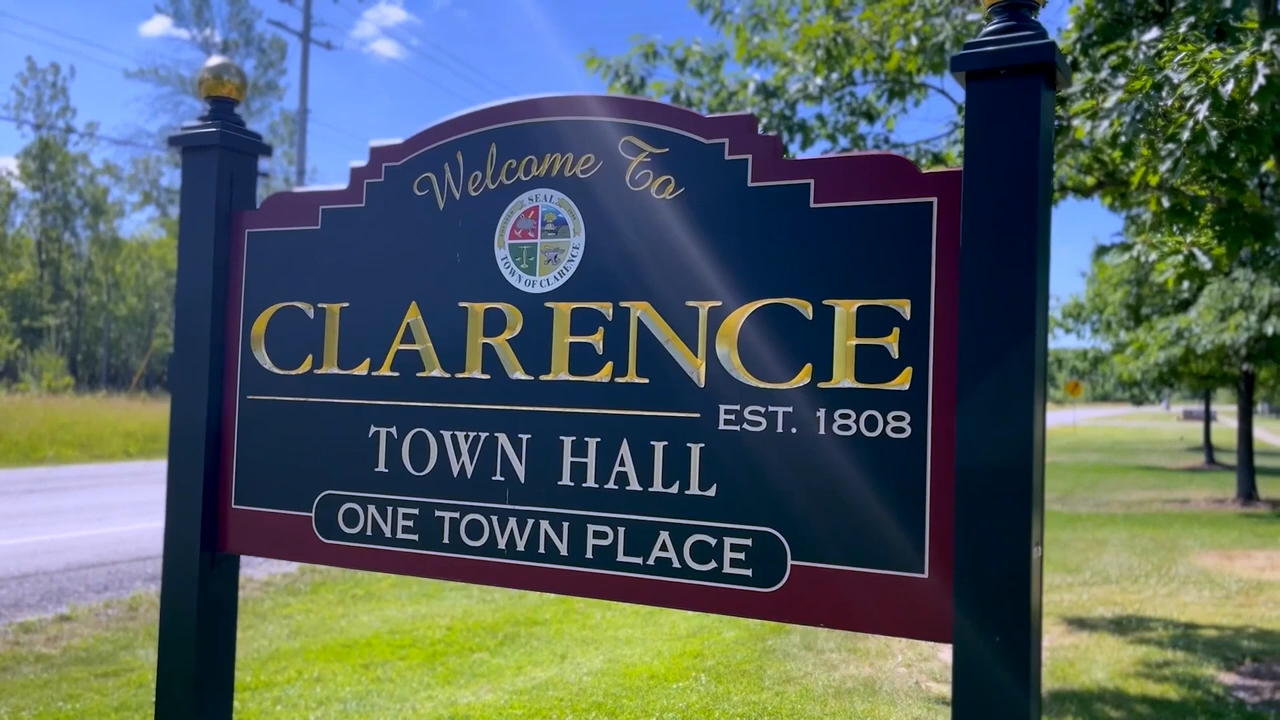 Welcome To
SEAL
TOWN OF CLARENCE
CLARENCE
EST. 1808
TOWN HALL
ONE TOWN PLACE